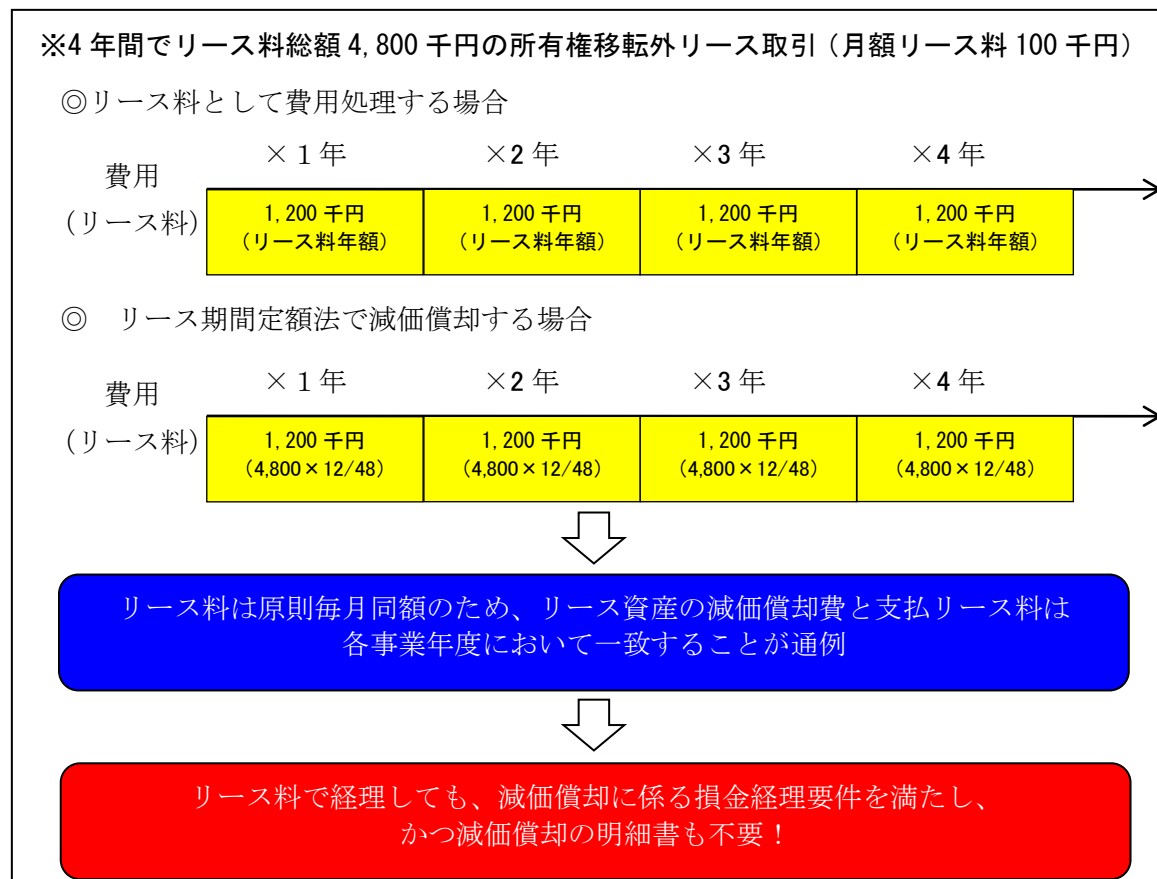 ※4年間でリース料総額4,800千円の所有権移転外リース取引（月額リース料100千円）
◎リース料として費用処理する場合
×１年 ×2年 ×3年 ×4年
費用
（リース料）
1,200千円 1,200千円 1,200千円 1,200千円
（リース料年額） （リース料年額） （リース料年額） （リース料年額）
◎　リース期間定額法で減価償却する場合
×１年 ×2年 ×3年 ×4年
費用
（リース料）
1,200千円 1,200千円 1,200千円 1,200千円
（4,800×12/48） （4,800×12/48） （4,800×12/48） （4,800×12/48）
リース料は原則毎月同額のため、リース資産の減価償却費と支払リース料は
各事業年度において一致することが通例
リース料で経理しても、減価償却に係る損金経理要件を満たし、
かつ減価償却の明細書も不要！